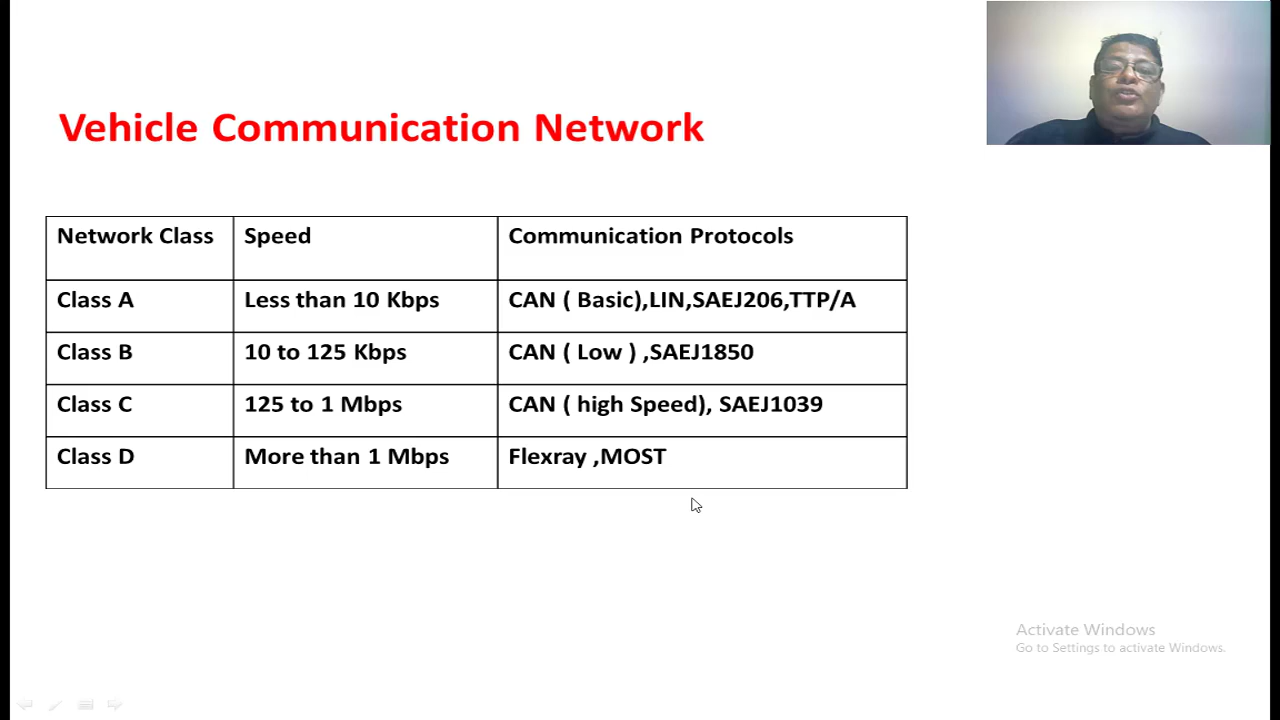 Vehicle Communication Network
Network Class Speed Communication Protocols
Class A Less than 10 Kbps CAN ( Basic),LIN,SAEJ206,TTP/A
Class B 10 to 125 Kbps CAN ( Low ) ,SAEJ1850
Class C 125 to 1 Mbps CAN ( high Speed), SAEJ1039
Class D More than 1 Mbps Flexray ,MOST
Activate Windows
Go to Settings to activate Windows.